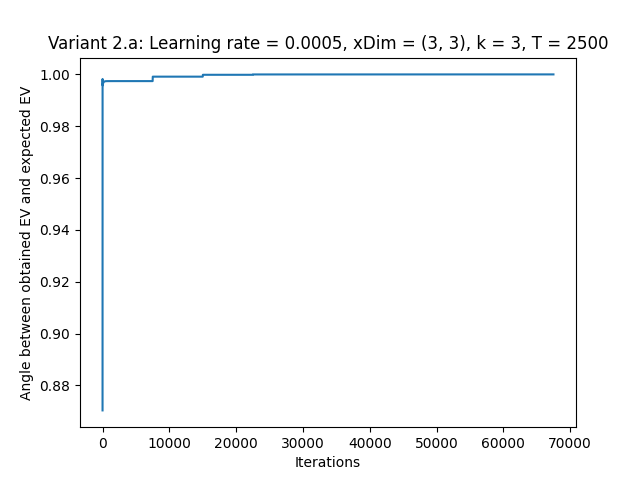 Variant 2.a: Learning rate = 0.0005, xDim = (3, 3), k = 3, T = 2500
Angle between obtained EV and expected EV
1.00
0.98
0.96
0.94
0.92
0.90
0.88
0 10000 20000 30000 40000 50000 60000 70000
Iterations